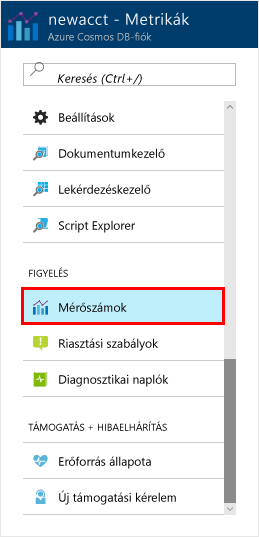 newacct - Metrikák
Azure Cosmos DB-fiók
Keresés (Ctrl+/)
Beállítások
Dokumentumkezelő
Lekérdezéskezelő
Script Explorer
FIGYELÉS
Mérőszámok
Riasztási szabályok
Diagnosztikai naplók
TÁMOGATÁS + HIBAELHÁRÍTÁS
Erőforrás állapota
Új támogatási kérelem